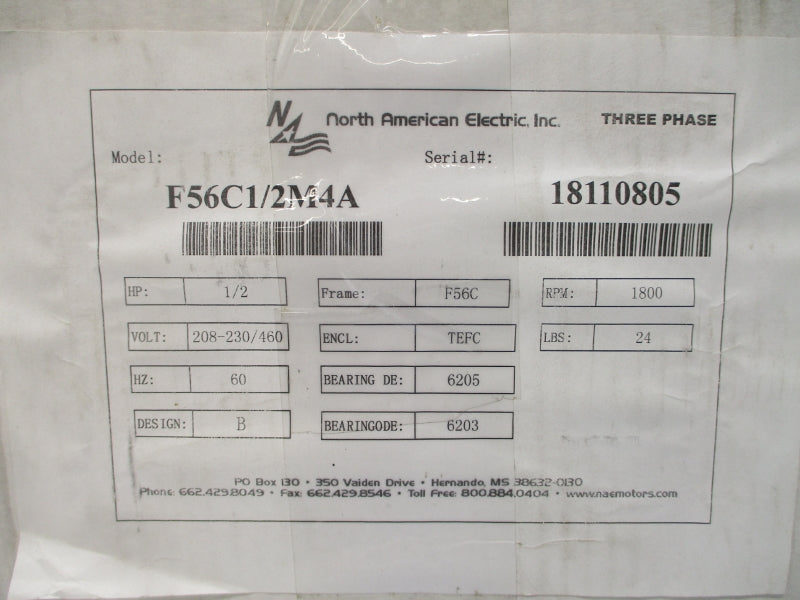 NAE North American Electric, Inc. THREE PHASE
Model: Serial#:
F56C1/2M4A 18110805
HP: 1/2 Frame: F56C RPM: 1800
VOLT: 208-230/460 ENCL: TEFC LBS: 24
HZ: 60 BEARING DE: 6205
DESIGN: B BEARINGODE: 6203
PO Box 130 • 350 Vaiden Drive • Hernando, MS 38632-0130
Phone: 662.429.8049 • Fax: 662.429.8546 • Toll Free: 800.884.0404 • www.naemotors.com